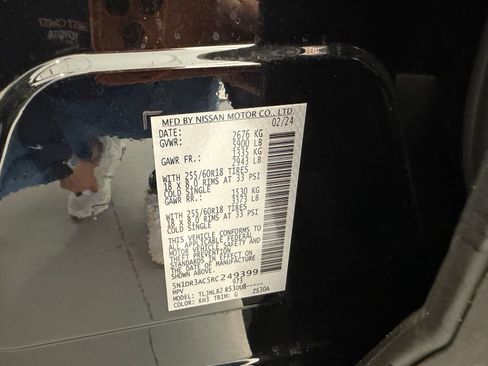 MFD BY NISSAN MOTOR CO., LTD.
DATE: 02/24
GVWR: 2676 KG
5900 LB
GAWR FR.: 1335 KG
2943 LB
WITH 255/60R18 TIRES
18 X 8.0 RIMS AT 33 PSI
COLD SINGLE
GAWR RR.: 1530 KG
3373 LB
WITH 255/60R18 TIRES
18 X 8.0 RIMS AT 33 PSI
COLD SINGLE
THIS VEHICLE CONFORMS TO
ALL APPLICABLE FEDERAL
MOTOR VEHICLE SAFETY AND
THEFT PREVENTION
STANDARDS IN EFFECT ON
THE DATE OF MANUFACTURE
SHOWN ABOVE.
5N1DR3AC5RC249399
MPV 973
MODEL: ZS30A
COLOR: KH3 TRIM: G